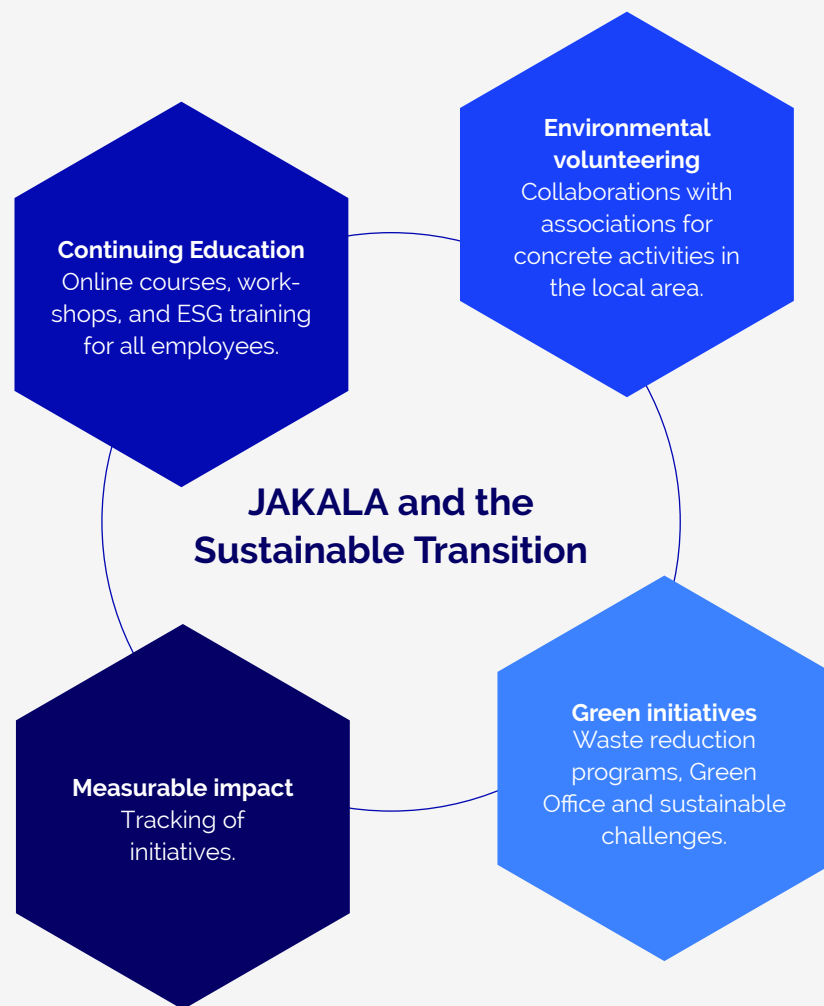 Environmental
volunteering
Collaborations with
associations for
concrete activities in
the local area.
Continuing Education
Online courses, work-
shops, and ESG training
for all employees.
JAKALA and the
Sustainable Transition
Green initiatives
Waste reduction
programs, Green
Office and sustainable
challenges.
Measurable impact
Tracking of
initiatives.